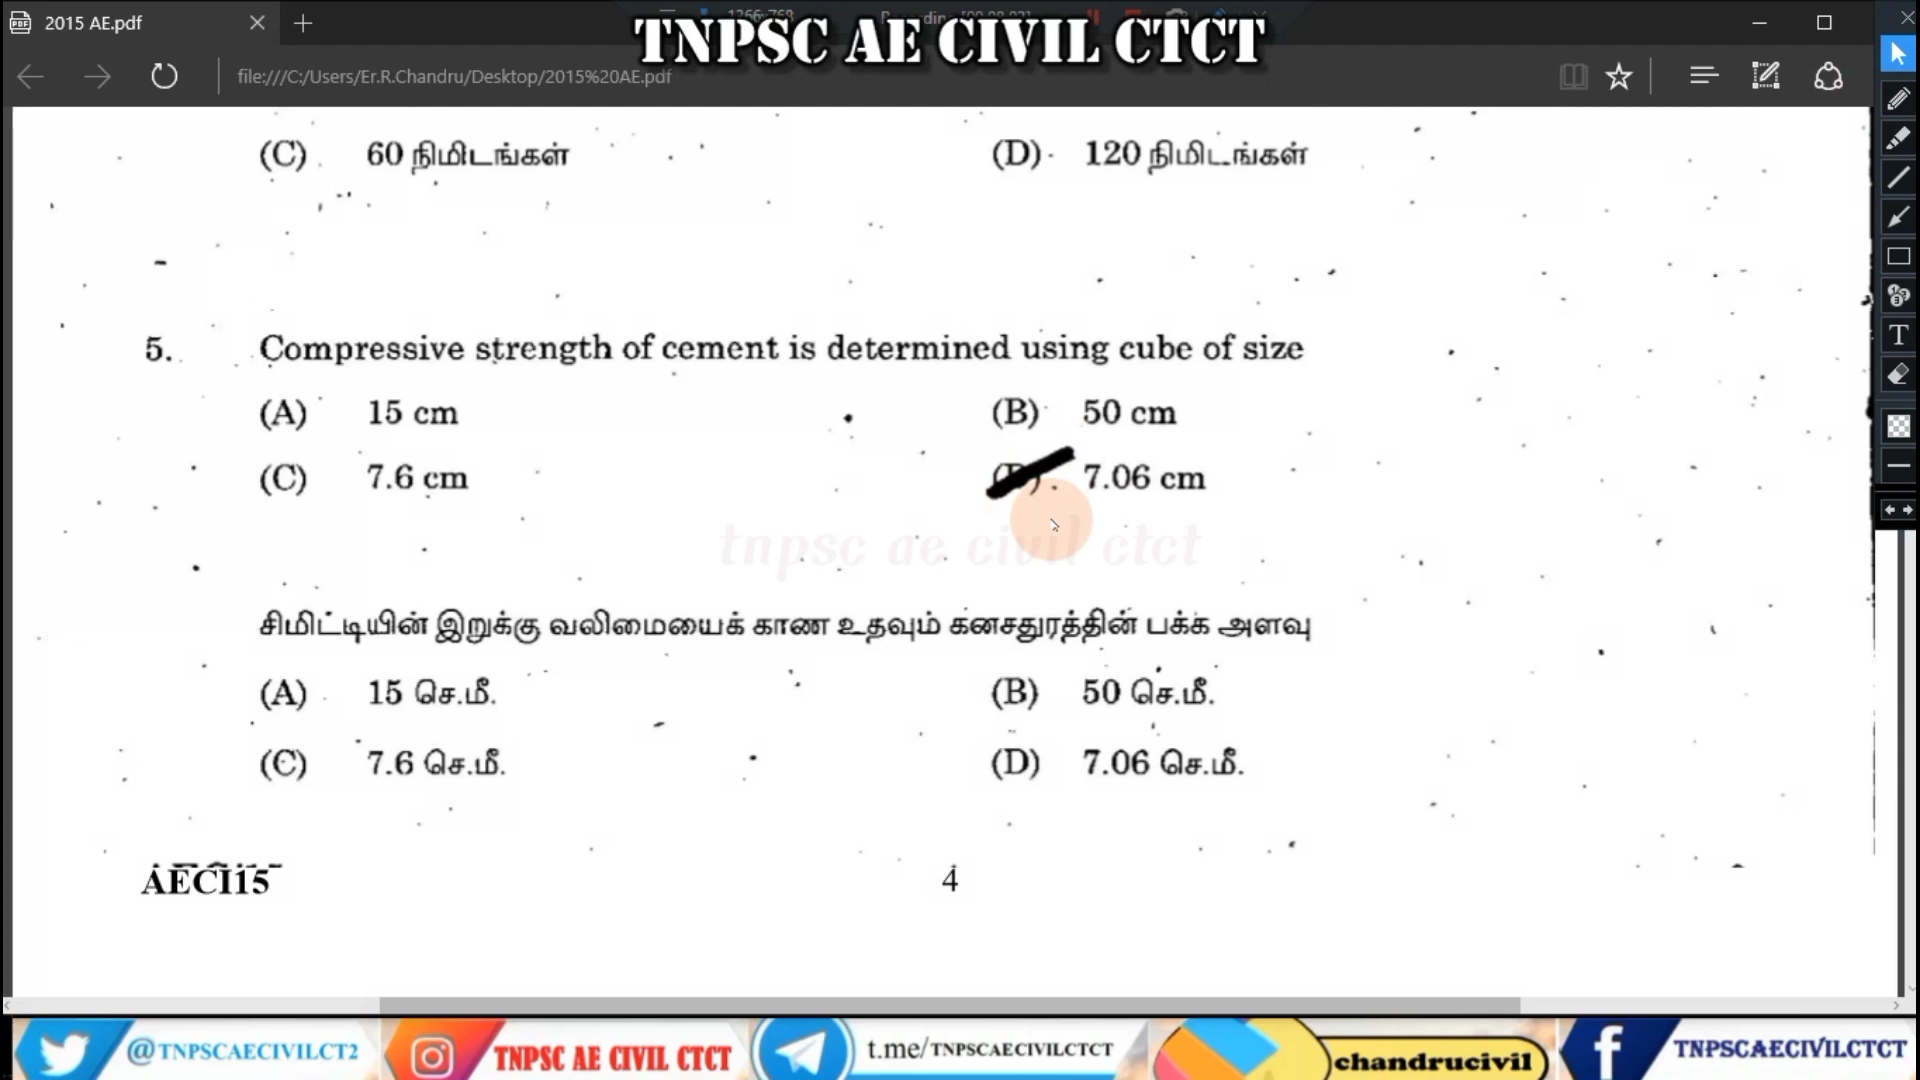 2015 AE.pdf
TNPSC AE CIVIL CTCT
file:///C:/Users/Er.R.Chandru/Desktop/2015%20AE.pdf
(C) 60 நிமிடங்கள் (D) 120 நிமிடங்கள்
5. Compressive strength of cement is determined using cube of size
(A) 15 cm (B) 50 cm
(C) 7.6 cm 7.06 cm
tnpsc ae civil ctct
சிமிட்டியின் இறுக்கு வலிமையைக் காண உதவும் கனசதுரத்தின் பக்க அளவு
(A) 15 செ.மீ. (B) 50 செ.மீ.
(C) 7.6 செ.மீ. (D) 7.06 செ.மீ.
AECI15 4
@TNPSCAECIVILCT2 TNPSC AE CIVIL CTCT t.me/TNPSCAECIVILCTCT chandrucivil TNPSCAECIVILCTCT